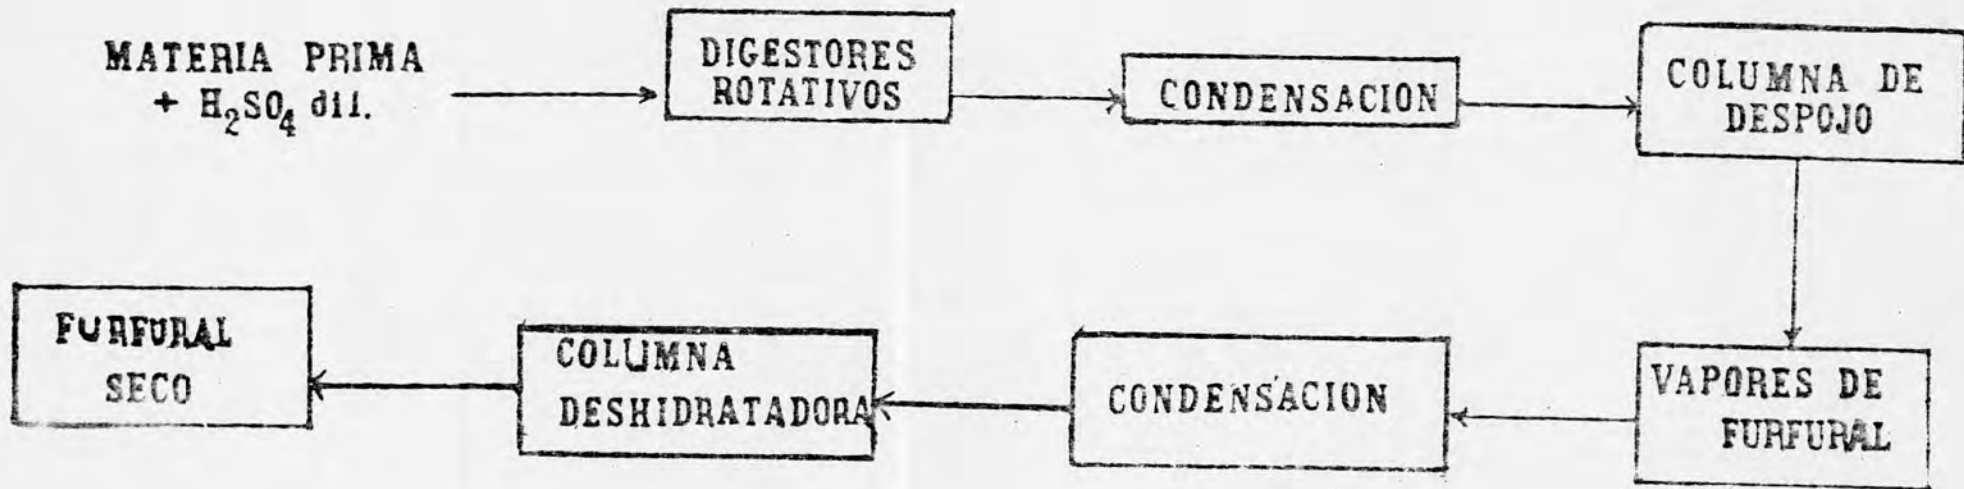 MATERIA PRIMA
+ H₂SO₄ dil.
DIGESTORES
ROTATIVOS
CONDENSACION
COLUMNA DE
DESPOJO
VAPORES DE
FURFURAL
CONDENSACION
COLUMNA
DESHIDRATADORA
FURFURAL
SECO